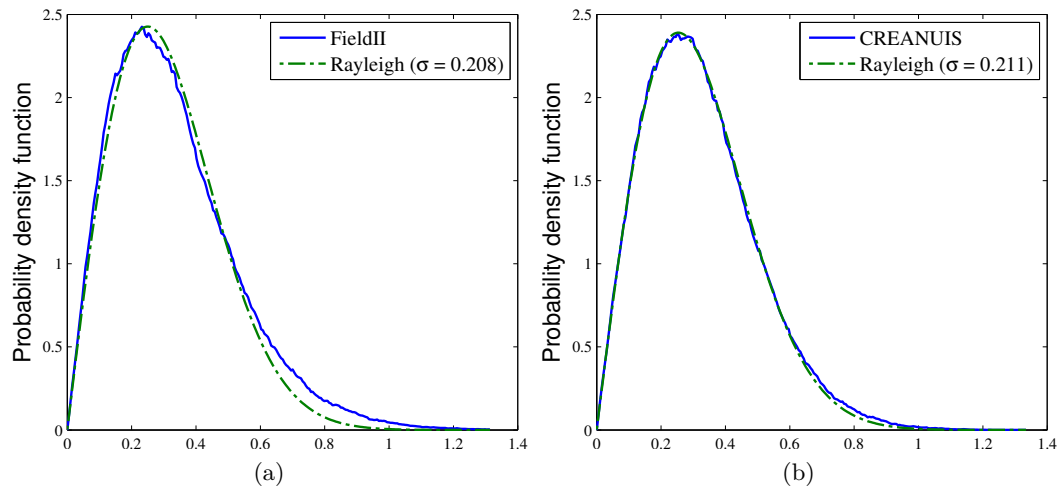 2.5
2
1.5
1
0.5
0
0 0.2 0.4 0.6 0.8 1 1.2 1.4
Probability density function
FieldII
Rayleigh (σ = 0.208)
(a)
2.5
2
1.5
1
0.5
0
0 0.2 0.4 0.6 0.8 1 1.2 1.4
Probability density function
CREANUIS
Rayleigh (σ = 0.211)
(b)